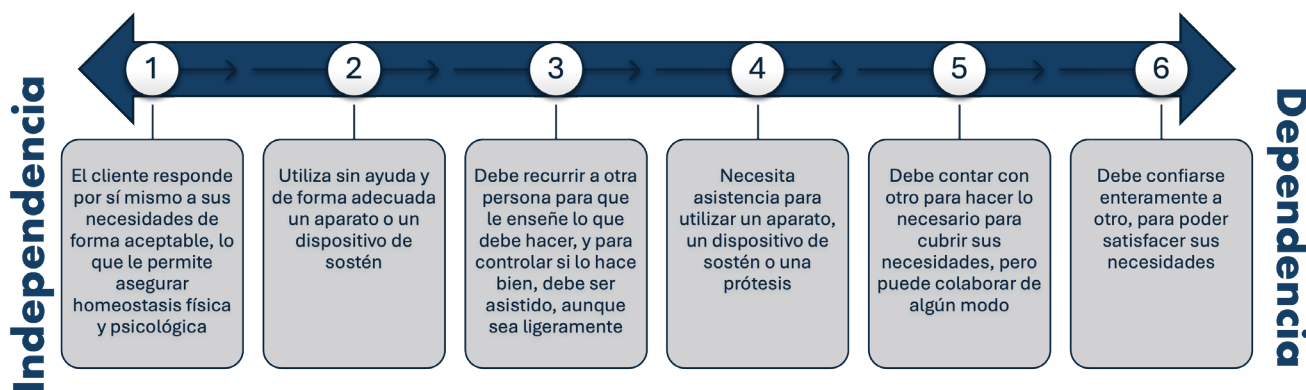 Independencia
1
2
3
4
5
6
El cliente responde
por sí mismo a sus
necesidades de
forma aceptable, lo
que le permite
asegurar
homeostasis física
y psicológica
Utiliza sin ayuda y
de forma adecuada
un aparato o un
dispositivo de
sostén
Debe recurrir a otra
persona para que
le enseñe lo que
debe hacer, y para
controlar si lo hace
bien, debe ser
asistido, aunque
sea ligeramente
Necesita
asistencia para
utilizar un aparato,
un dispositivo de
sostén o una
prótesis
Debe contar con
otro para hacer lo
necesario para
cubrir sus
necesidades, pero
puede colaborar de
algún modo
Debe confiarse
enteramente a
otro, para poder
satisfacer sus
necesidades
Dependencia